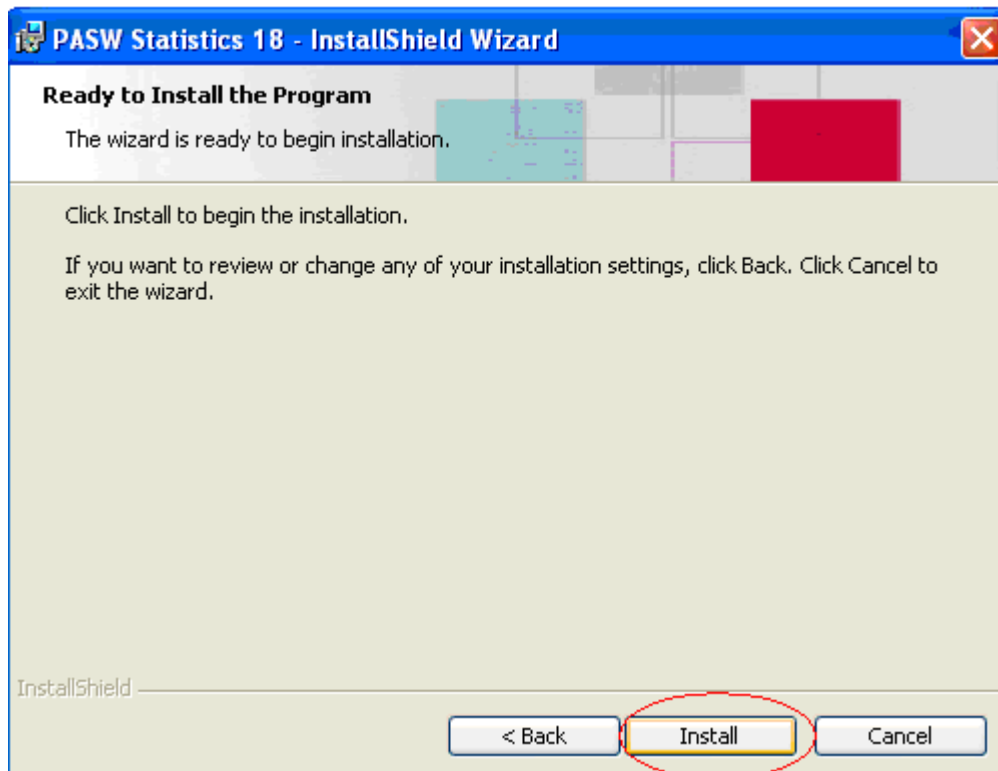 PASW Statistics 18 - InstallShield Wizard
Ready to Install the Program
The wizard is ready to begin installation.
Click Install to begin the installation.
If you want to review or change any of your installation settings, click Back. Click Cancel to
exit the wizard.
InstallShield
< Back
Install
Cancel